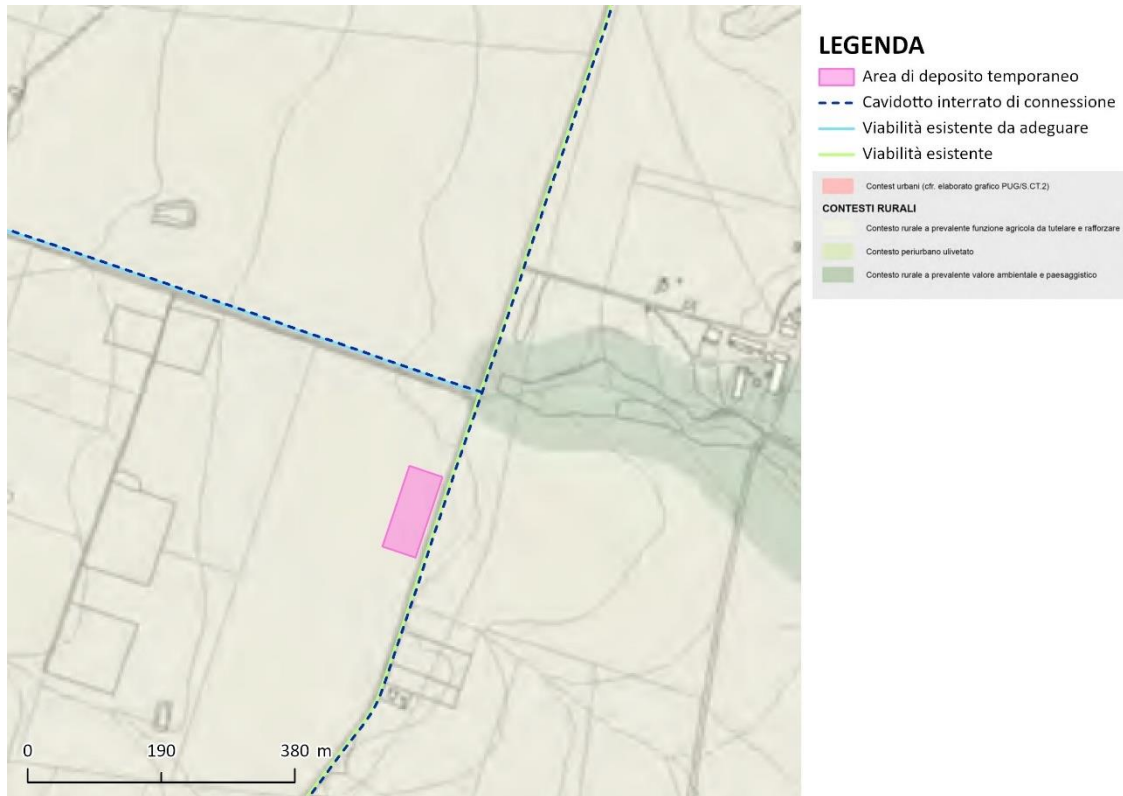 LEGENDA
Area di deposito temporaneo
Cavidotto interrato di connessione
Viabilità esistente da adeguare
Viabilità esistente
Contest urbani (cfr. elaborato grafico PUG/S.CT.2)
CONTESTI RURALI
Contesto rurale a prevalente funzione agricola da tutelare e rafforzare
Contesto periurbano ulivetato
Contesto rurale a prevalente valore ambientale e paesaggistico
0 190 380 m